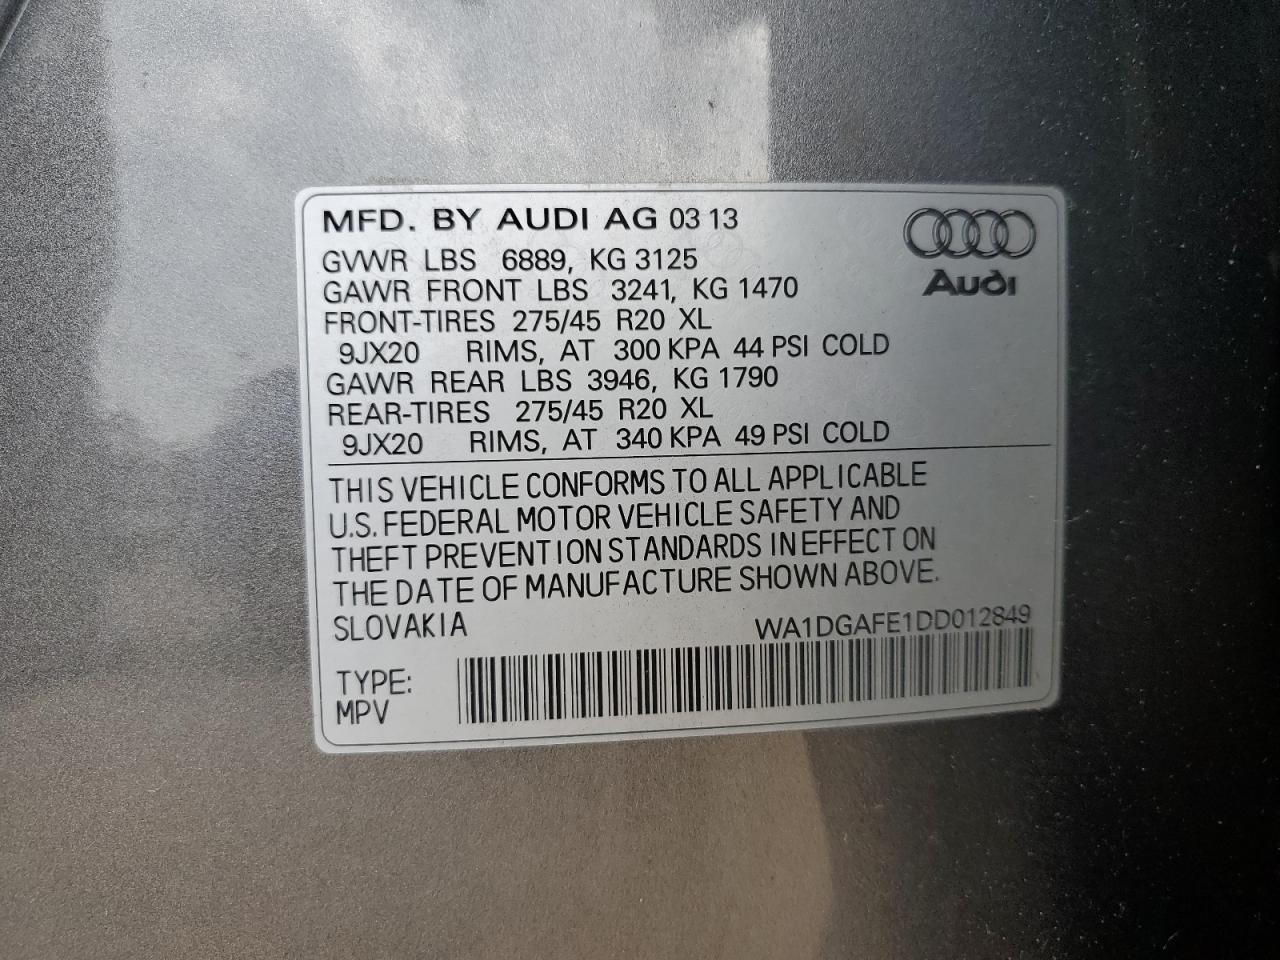 MFD. BY AUDI AG 03 13
Audi
GVWR LBS 6889, KG 3125
GAWR FRONT LBS 3241, KG 1470
FRONT-TIRES 275/45 R20 XL
9JX20 RIMS, AT 300 KPA 44 PSI COLD
GAWR REAR LBS 3946, KG 1790
REAR-TIRES 275/45 R20 XL
9JX20 RIMS, AT 340 KPA 49 PSI COLD
THIS VEHICLE CONFORMS TO ALL APPLICABLE
U.S. FEDERAL MOTOR VEHICLE SAFETY AND
THEFT PREVENTION STANDARDS IN EFFECT ON
THE DATE OF MANUFACTURE SHOWN ABOVE.
SLOVAKIA WA1DGAFE1DD012849
TYPE:
MPV